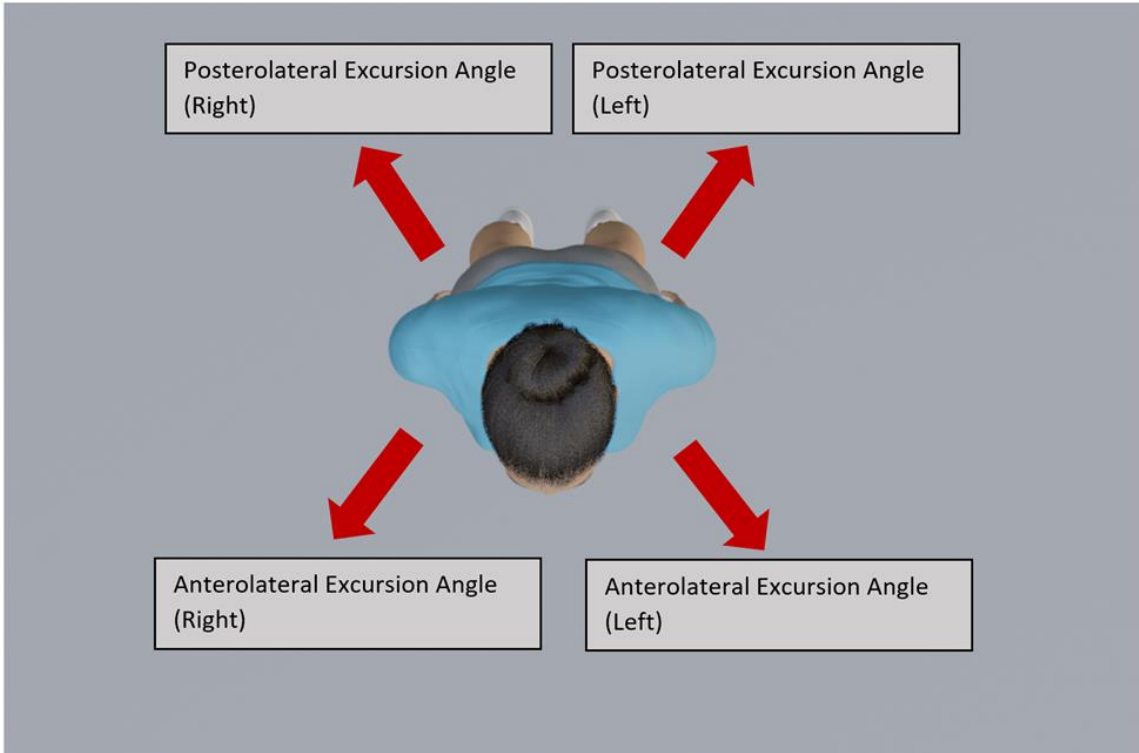 Posterolateral Excursion Angle
(Right)
Posterolateral Excursion Angle
(Left)
Anterolateral Excursion Angle
(Right)
Anterolateral Excursion Angle
(Left)